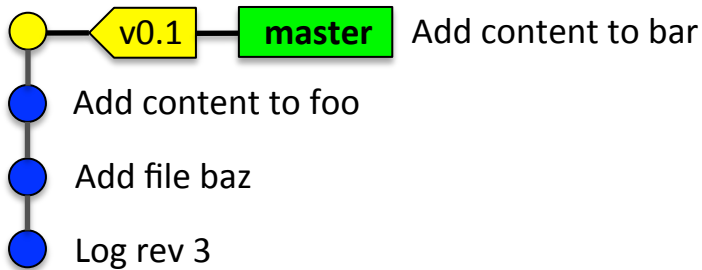 v0.1 master Add content to bar
Add content to foo
Add file baz
Log rev 3